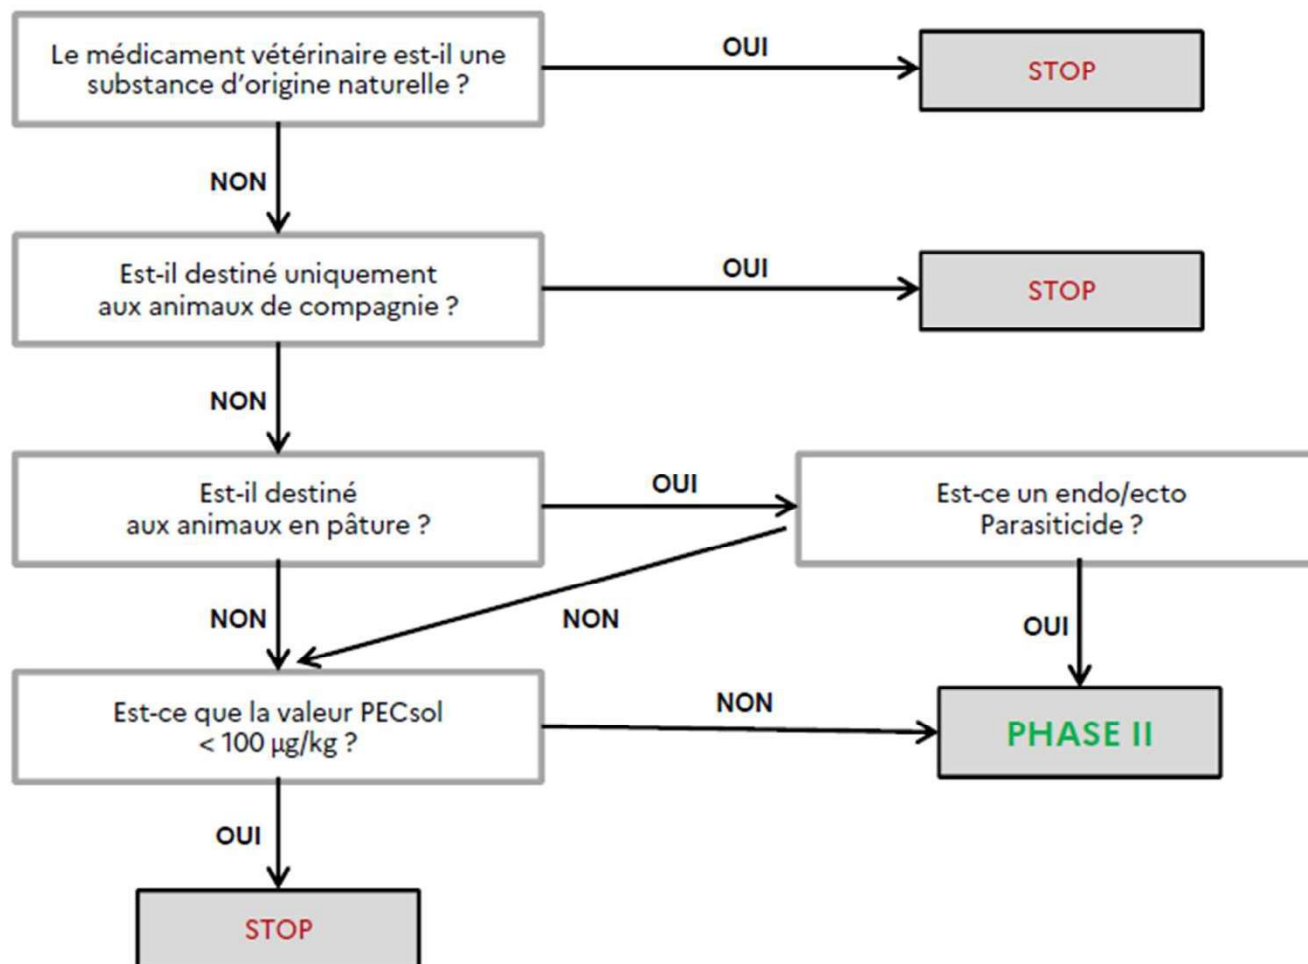 Le médicament vétérinaire est-il une
substance d'origine naturelle ?
OUI
STOP
NON
Est-il destiné uniquement
aux animaux de compagnie ?
OUI
STOP
NON
Est-il destiné
aux animaux en pâture ?
OUI
Est-ce un endo/ecto
Parasiticide ?
NON
NON
OUI
Est-ce que la valeur PECsol
< 100 µg/kg ?
NON
PHASE II
OUI
STOP